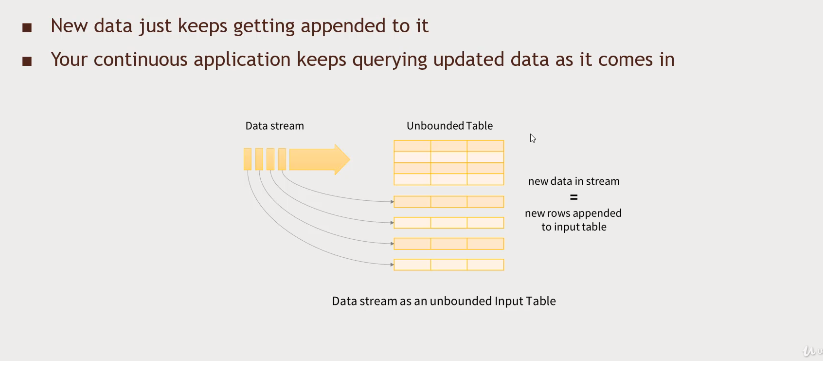 New data just keeps getting appended to it
Your continuous application keeps querying updated data as it comes in
Data stream
Unbounded Table
new data in stream
=
new rows appended
to input table
Data stream as an unbounded Input Table